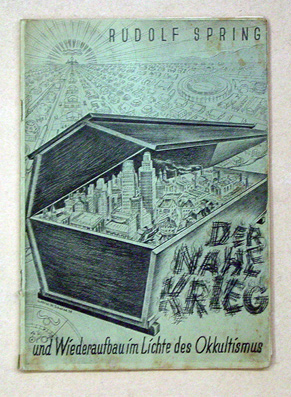 RUDOLF SPRING
DER
NAHE
KRIEG
und Wiederaufbau im Lichte des Okkultismus